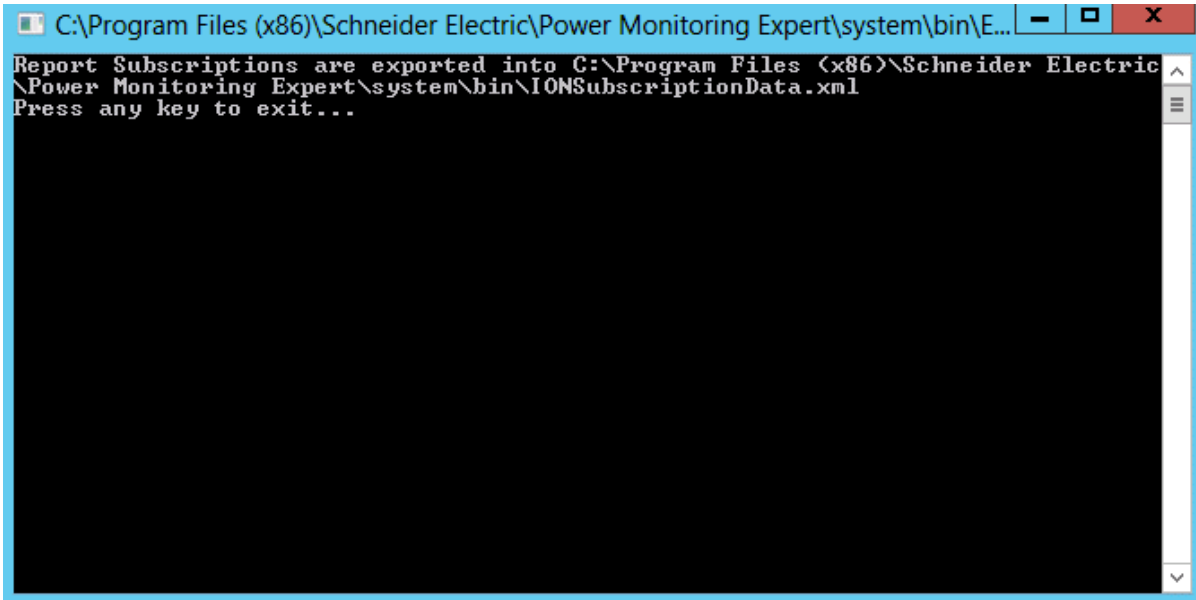 C:\Program Files (x86)\Schneider Electric\Power Monitoring Expert\system\bin\E...
Report Subscriptions are exported into C:\Program Files (x86)\Schneider Electric
\Power Monitoring Expert\system\bin\IONSubscriptionData.xml
Press any key to exit...